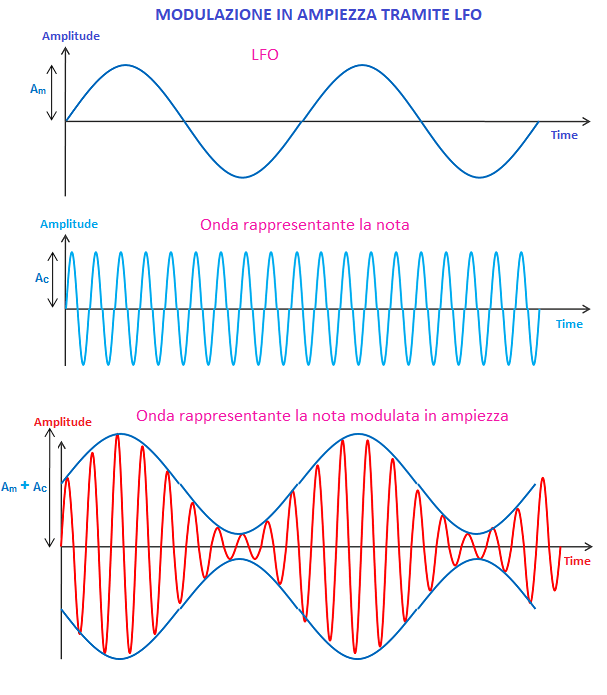 MODULAZIONE IN AMPIEZZA TRAMITE LFO
Amplitude
LFO
Am
Time
Amplitude
Onda rappresentante la nota
Ac
Time
Amplitude
Onda rappresentante la nota modulata in ampiezza
Am + Ac
Time